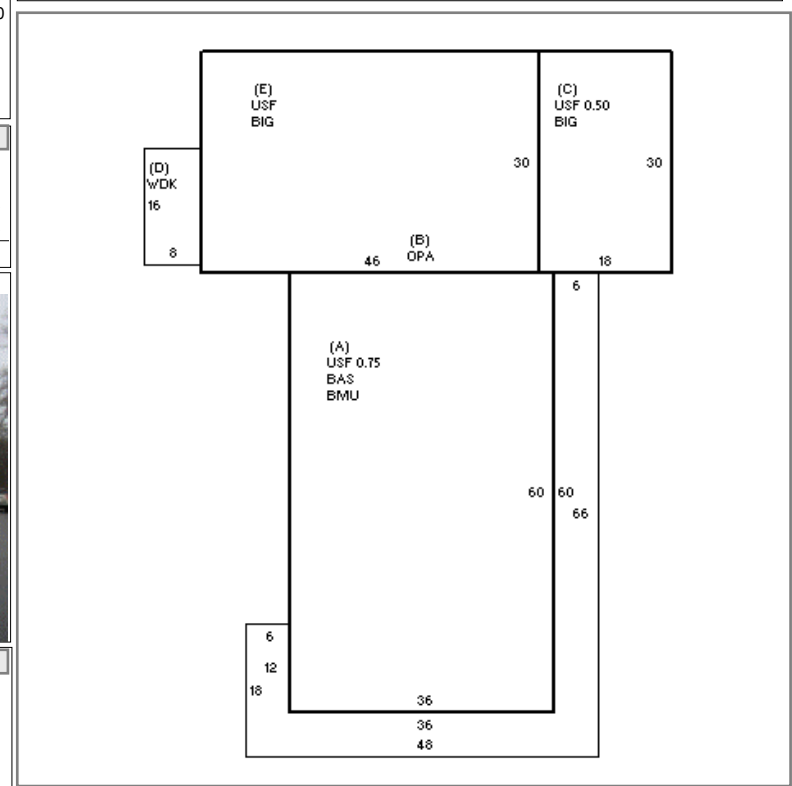 (E)
USF
BIG
(C)
USF 0.50
BIG
30
30
(D)
WDK
16
8
(B)
OPA
46
18
6
(A)
USF 0.75
BAS
BMU
60
60
66
6
12
18
36
36
48